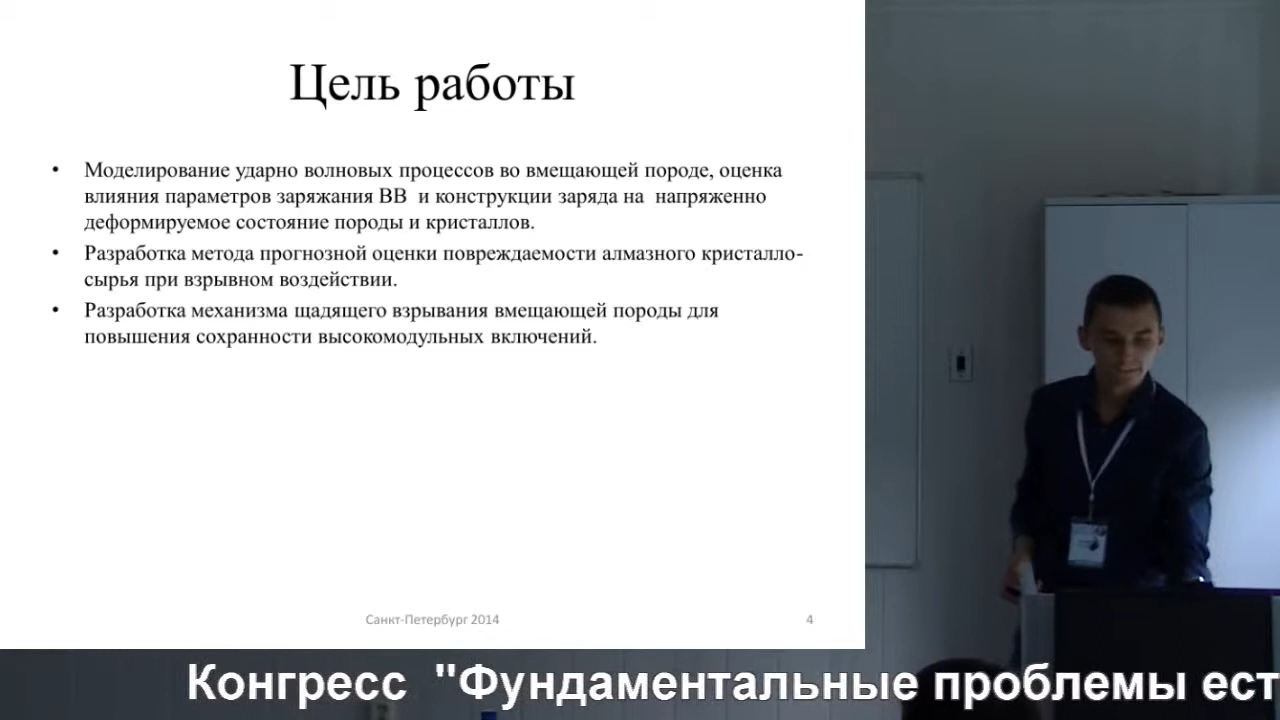 Цель работы
• Моделирование ударно волновых процессов во вмещающей породе, оценка
влияния параметров заряжания ВВ и конструкции заряда на напряженно
деформируемое состояние породы и кристаллов.
• Разработка метода прогнозной оценки повреждаемости алмазного кристалло-
сырья при взрывном воздействии.
• Разработка механизма щадящего взрывания вмещающей породы для
повышения сохранности высокомодульных включений.
Санкт-Петербург 2014
4
Конгресс "Фундаментальные проблемы ест